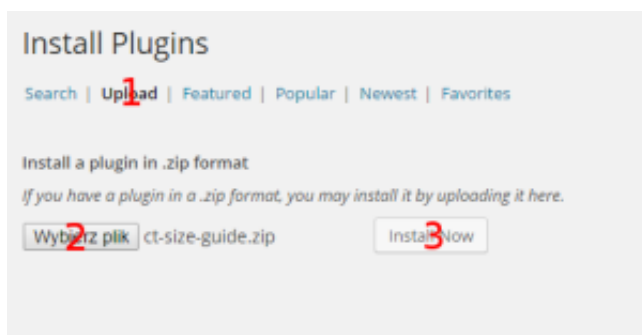 Install Plugins
Search | Upload | Featured | Popular | Newest | Favorites
1
Install a plugin in .zip format
If you have a plugin in a .zip format, you may install it by uploading it here.
Wybierz plik ct-size-guide.zip Install Now
2 3